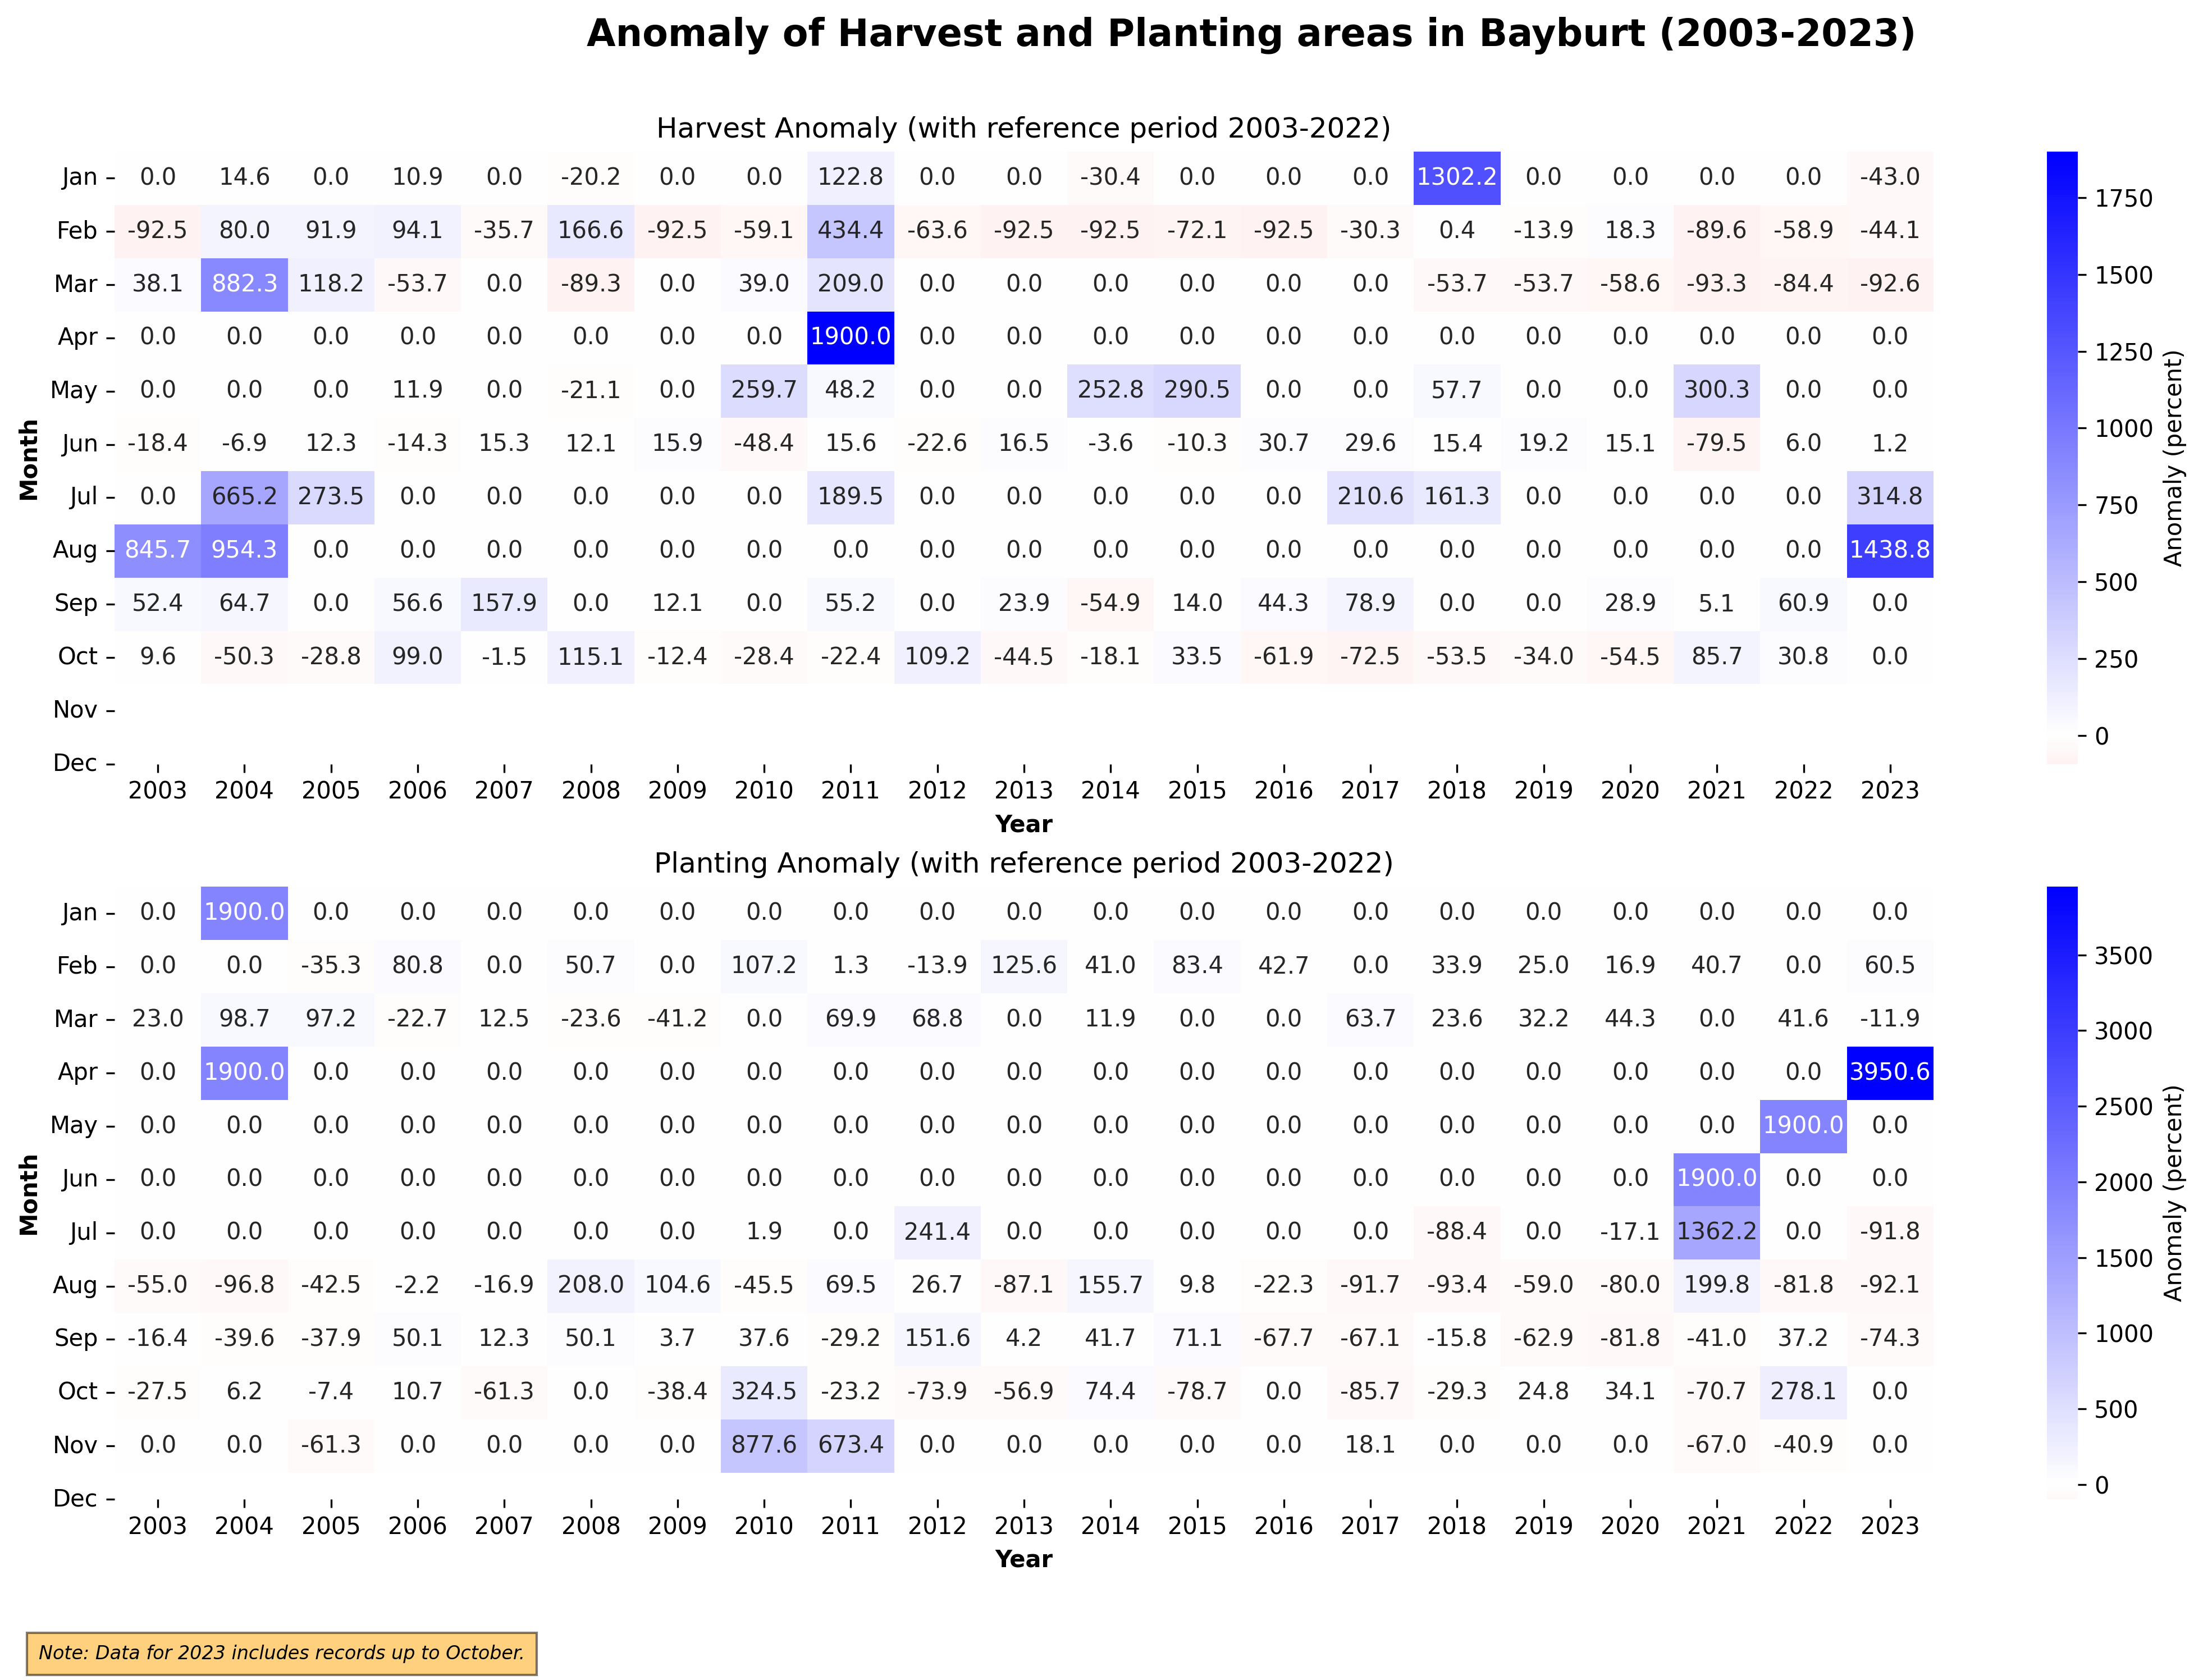 Anomaly of Harvest and Planting areas in Bayburt (2003-2023)
Harvest Anomaly (with reference period 2003-2022)
Jan 0.0 14.6 0.0 10.9 0.0 -20.2 0.0 0.0 122.8 0.0 0.0 -30.4 0.0 0.0 0.0 1302.2 0.0 0.0 0.0 0.0 -43.0
Feb -92.5 80.0 91.9 94.1 -35.7 166.6 -92.5 -59.1 434.4 -63.6 -92.5 -92.5 -72.1 -92.5 -30.3 0.4 -13.9 18.3 -89.6 -58.9 -44.1
Mar 38.1 882.3 118.2 -53.7 0.0 -89.3 0.0 39.0 209.0 0.0 0.0 0.0 0.0 0.0 0.0 -53.7 -53.7 -58.6 -93.3 -84.4 -92.6
Apr 0.0 0.0 0.0 0.0 0.0 0.0 0.0 0.0 1900.0 0.0 0.0 0.0 0.0 0.0 0.0 0.0 0.0 0.0 0.0 0.0 0.0
May 0.0 0.0 0.0 11.9 0.0 -21.1 0.0 259.7 48.2 0.0 0.0 252.8 290.5 0.0 0.0 57.7 0.0 0.0 300.3 0.0 0.0
Jun -18.4 -6.9 12.3 -14.3 15.3 12.1 15.9 -48.4 15.6 -22.6 16.5 -3.6 -10.3 30.7 29.6 15.4 19.2 15.1 -79.5 6.0 1.2
Jul 0.0 665.2 273.5 0.0 0.0 0.0 0.0 0.0 189.5 0.0 0.0 0.0 0.0 0.0 210.6 161.3 0.0 0.0 0.0 0.0 314.8
Aug 845.7 954.3 0.0 0.0 0.0 0.0 0.0 0.0 0.0 0.0 0.0 0.0 0.0 0.0 0.0 0.0 0.0 0.0 0.0 0.0 1438.8
Sep 52.4 64.7 0.0 56.6 157.9 0.0 12.1 0.0 55.2 0.0 23.9 -54.9 14.0 44.3 78.9 0.0 0.0 28.9 5.1 60.9 0.0
Oct 9.6 -50.3 -28.8 99.0 -1.5 115.1 -12.4 -28.4 -22.4 109.2 -44.5 -18.1 33.5 -61.9 -72.5 -53.5 -34.0 -54.5 85.7 30.8 0.0
Nov
Dec
2003 2004 2005 2006 2007 2008 2009 2010 2011 2012 2013 2014 2015 2016 2017 2018 2019 2020 2021 2022 2023
Year
Month
1750
1500
1250
1000
750
500
250
0
Anomaly (percent)
Planting Anomaly (with reference period 2003-2022)
Jan 0.0 1900.0 0.0 0.0 0.0 0.0 0.0 0.0 0.0 0.0 0.0 0.0 0.0 0.0 0.0 0.0 0.0 0.0 0.0 0.0 0.0
Feb 0.0 0.0 -35.3 80.8 0.0 50.7 0.0 107.2 1.3 -13.9 125.6 41.0 83.4 42.7 0.0 33.9 25.0 16.9 40.7 0.0 60.5
Mar 23.0 98.7 97.2 -22.7 12.5 -23.6 -41.2 0.0 69.9 68.8 0.0 11.9 0.0 0.0 63.7 23.6 32.2 44.3 0.0 41.6 -11.9
Apr 0.0 1900.0 0.0 0.0 0.0 0.0 0.0 0.0 0.0 0.0 0.0 0.0 0.0 0.0 0.0 0.0 0.0 0.0 0.0 0.0 3950.6
May 0.0 0.0 0.0 0.0 0.0 0.0 0.0 0.0 0.0 0.0 0.0 0.0 0.0 0.0 0.0 0.0 0.0 0.0 0.0 1900.0 0.0
Jun 0.0 0.0 0.0 0.0 0.0 0.0 0.0 0.0 0.0 0.0 0.0 0.0 0.0 0.0 0.0 0.0 0.0 0.0 1900.0 0.0 0.0
Jul 0.0 0.0 0.0 0.0 0.0 0.0 0.0 1.9 0.0 241.4 0.0 0.0 0.0 0.0 0.0 -88.4 0.0 -17.1 1362.2 0.0 -91.8
Aug -55.0 -96.8 -42.5 -2.2 -16.9 208.0 104.6 -45.5 69.5 26.7 -87.1 155.7 9.8 -22.3 -91.7 -93.4 -59.0 -80.0 199.8 -81.8 -92.1
Sep -16.4 -39.6 -37.9 50.1 12.3 50.1 3.7 37.6 -29.2 151.6 4.2 41.7 71.1 -67.7 -67.1 -15.8 -62.9 -81.8 -41.0 37.2 -74.3
Oct -27.5 6.2 -7.4 10.7 -61.3 0.0 -38.4 324.5 -23.2 -73.9 -56.9 74.4 -78.7 0.0 -85.7 -29.3 24.8 34.1 -70.7 278.1 0.0
Nov 0.0 0.0 -61.3 0.0 0.0 0.0 0.0 877.6 673.4 0.0 0.0 0.0 0.0 0.0 18.1 0.0 0.0 0.0 -67.0 -40.9 0.0
Dec
2003 2004 2005 2006 2007 2008 2009 2010 2011 2012 2013 2014 2015 2016 2017 2018 2019 2020 2021 2022 2023
Year
Month
3500
3000
2500
2000
1500
1000
500
0
Anomaly (percent)
Note: Data for 2023 includes records up to October.